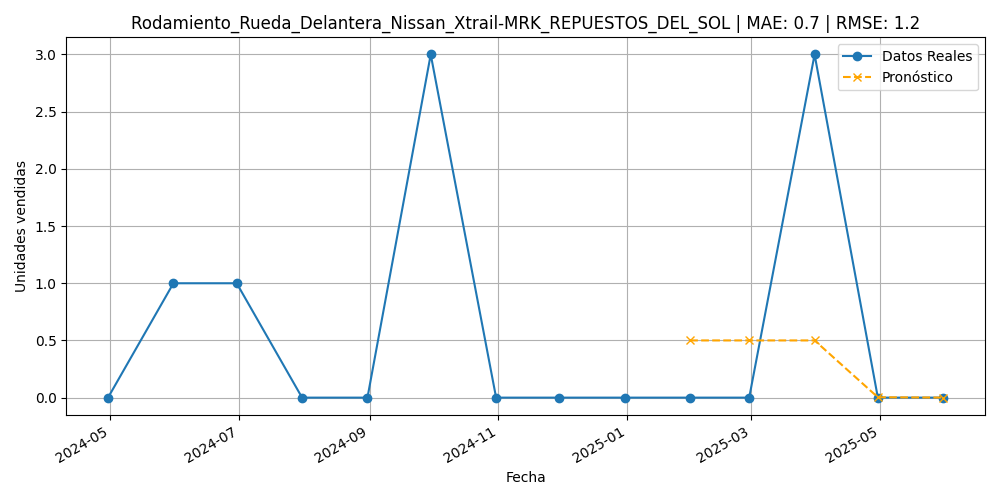 Rodamiento_Rueda_Delantera_Nissan_Xtrail-MRK_REPUESTOS_DEL_SOL | MAE: 0.7 | RMSE: 1.2
Datos Reales
Pronóstico
Unidades vendidas
3.0
2.5
2.0
1.5
1.0
0.5
0.0
2024-05
2024-07
2024-09
2024-11
2025-01
2025-03
2025-05
Fecha